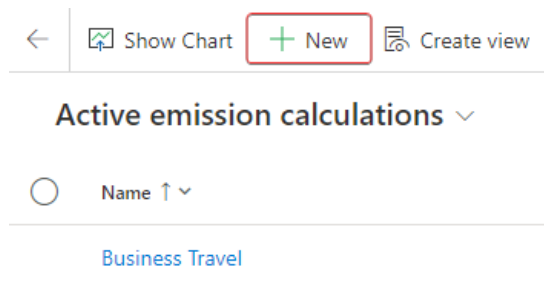 Show Chart New Create view
Active emission calculations
Name
Business Travel